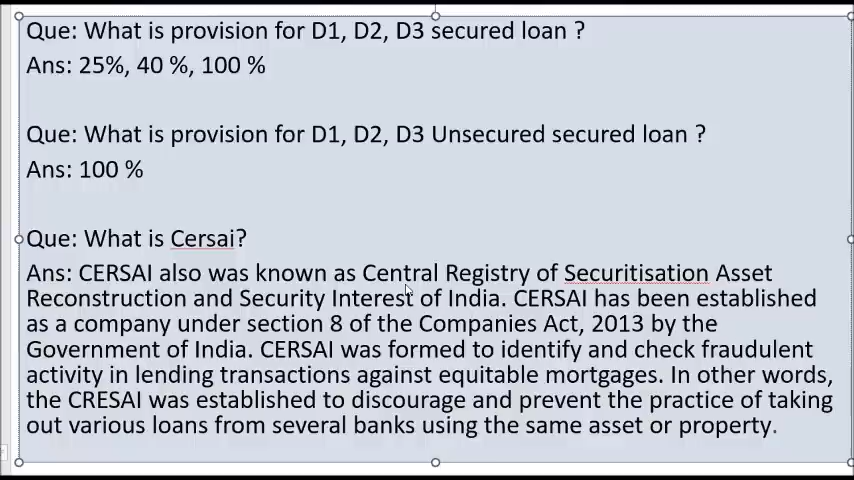 Que: What is provision for D1, D2, D3 secured loan ?
Ans: 25%, 40 %, 100 %
Que: What is provision for D1, D2, D3 Unsecured secured loan ?
Ans: 100 %
Que: What is Cersai?
Ans: CERSAI also was known as Central Registry of Securitisation Asset
Reconstruction and Security Interest of India. CERSAI has been established
as a company under section 8 of the Companies Act, 2013 by the
Government of India. CERSAI was formed to identify and check fraudulent
activity in lending transactions against equitable mortgages. In other words,
the CRESAI was established to discourage and prevent the practice of taking
out various loans from several banks using the same asset or property.